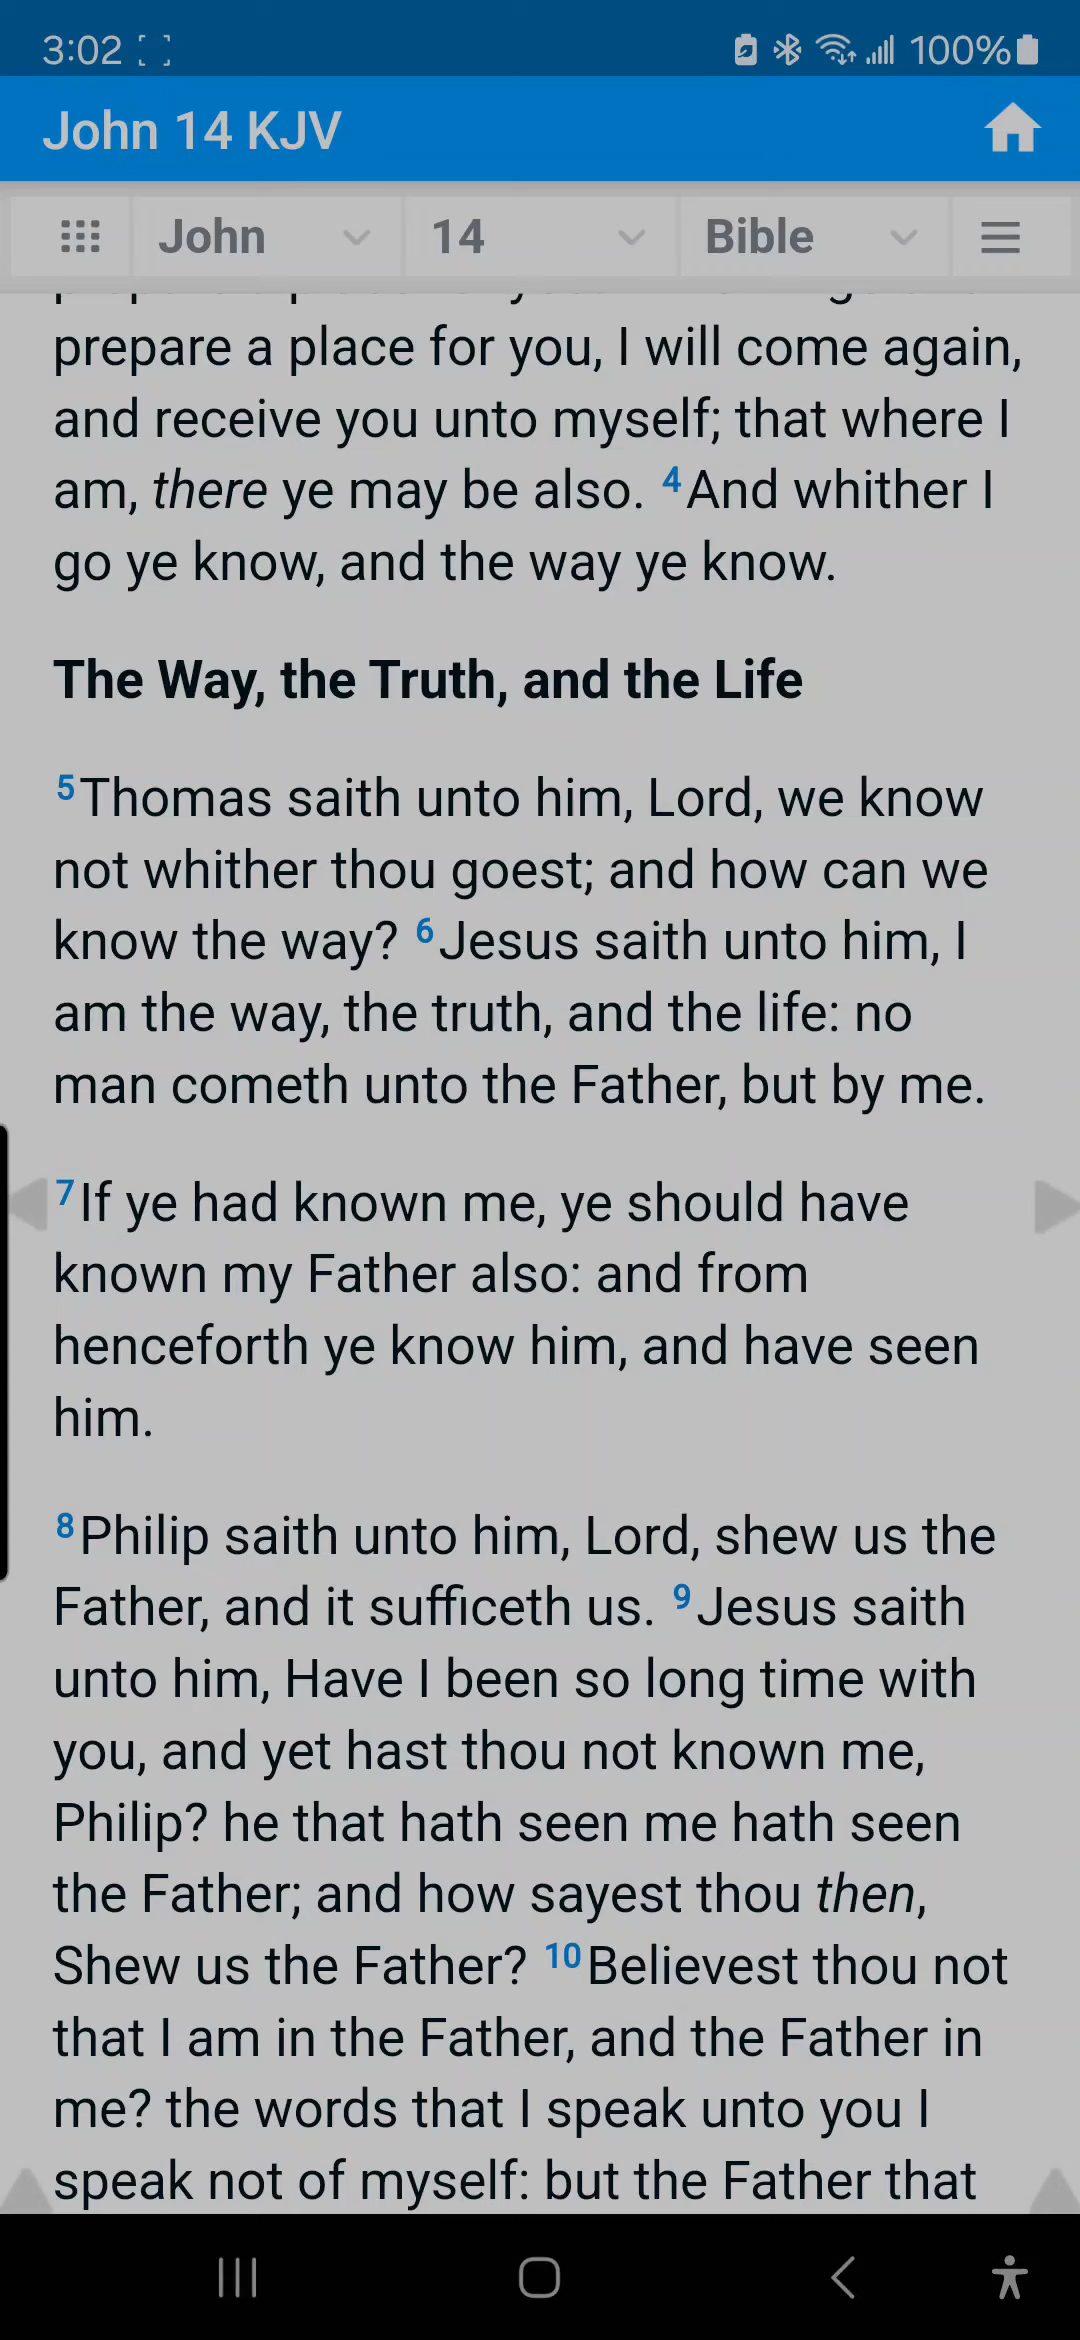 3:02
100%
John 14 KJV
John
14
Bible
prepare a place for you, I will come again,
and receive you unto myself; that where I
am, there ye may be also. 4 And whither I
go ye know, and the way ye know.
The Way, the Truth, and the Life
5 Thomas saith unto him, Lord, we know
not whither thou goest; and how can we
know the way? 6 Jesus saith unto him, I
am the way, the truth, and the life: no
man cometh unto the Father, but by me.
7 If ye had known me, ye should have
known my Father also: and from
henceforth ye know him, and have seen
him.
8 Philip saith unto him, Lord, shew us the
Father, and it sufficeth us. 9 Jesus saith
unto him, Have I been so long time with
you, and yet hast thou not known me,
Philip? he that hath seen me hath seen
the Father; and how sayest thou then,
Shew us the Father? 10 Believest thou not
that I am in the Father, and the Father in
me? the words that I speak unto you I
speak not of myself: but the Father that